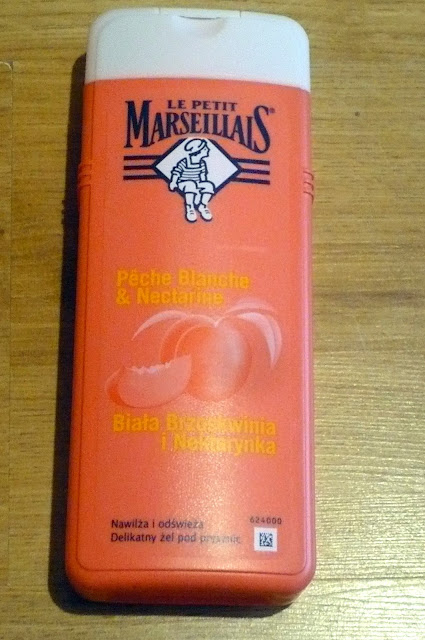 LE PETIT
MARSEILLAIS®
Pêche Blanche
& Nectarine
Biała Brzoskwinia
i Nektarynka
Nawilża i odświeża
Delikatny żel pod prysznic
624000